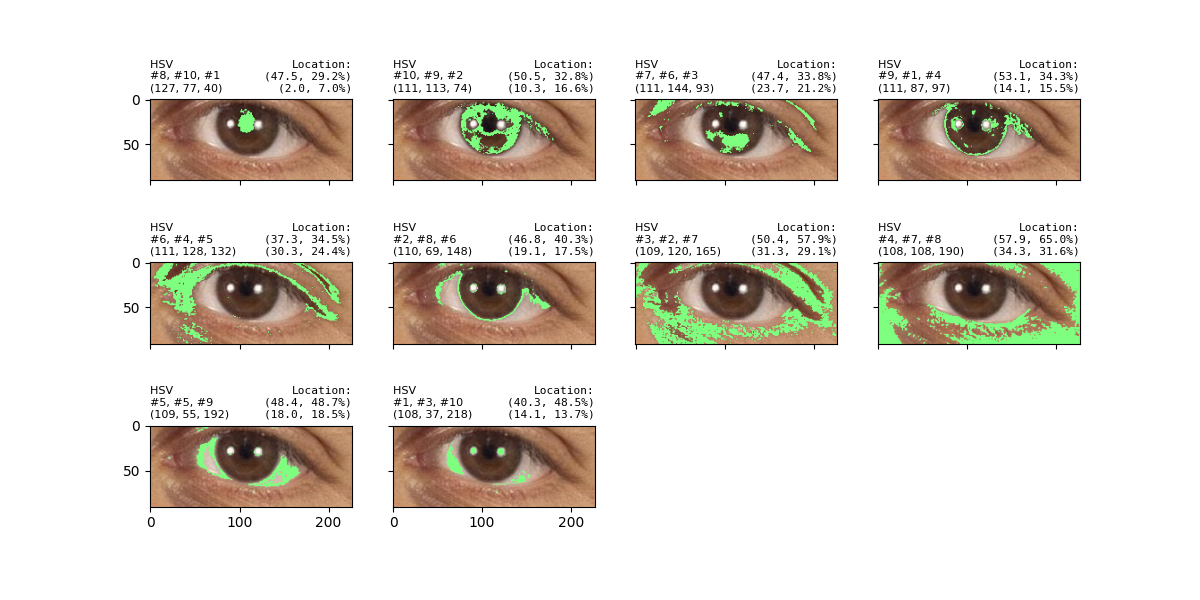 HSV Location:
#8, #10, #1 (47.5, 29.2%)
(127, 77, 40) (2.0, 7.0%)
HSV Location:
#10, #9, #2 (50.5, 32.8%)
(111, 113, 74) (10.3, 16.6%)
HSV Location:
#7, #6, #3 (47.4, 33.8%)
(111, 144, 93) (23.7, 21.2%)
HSV Location:
#9, #1, #4 (53.1, 34.3%)
(111, 87, 97) (14.1, 15.5%)
0
50
HSV Location:
#6, #4, #5 (37.3, 34.5%)
(111, 128, 132) (30.3, 24.4%)
HSV Location:
#2, #8, #6 (46.8, 40.3%)
(110, 69, 148) (19.1, 17.5%)
HSV Location:
#3, #2, #7 (50.4, 57.9%)
(109, 120, 165) (31.3, 29.1%)
HSV Location:
#4, #7, #8 (57.9, 65.0%)
(108, 108, 190) (34.3, 31.6%)
0
50
HSV Location:
#5, #5, #9 (48.4, 48.7%)
(109, 55, 192) (18.0, 18.5%)
HSV Location:
#1, #3, #10 (40.3, 48.5%)
(108, 37, 218) (14.1, 13.7%)
0
50
0 100 200
0 100 200